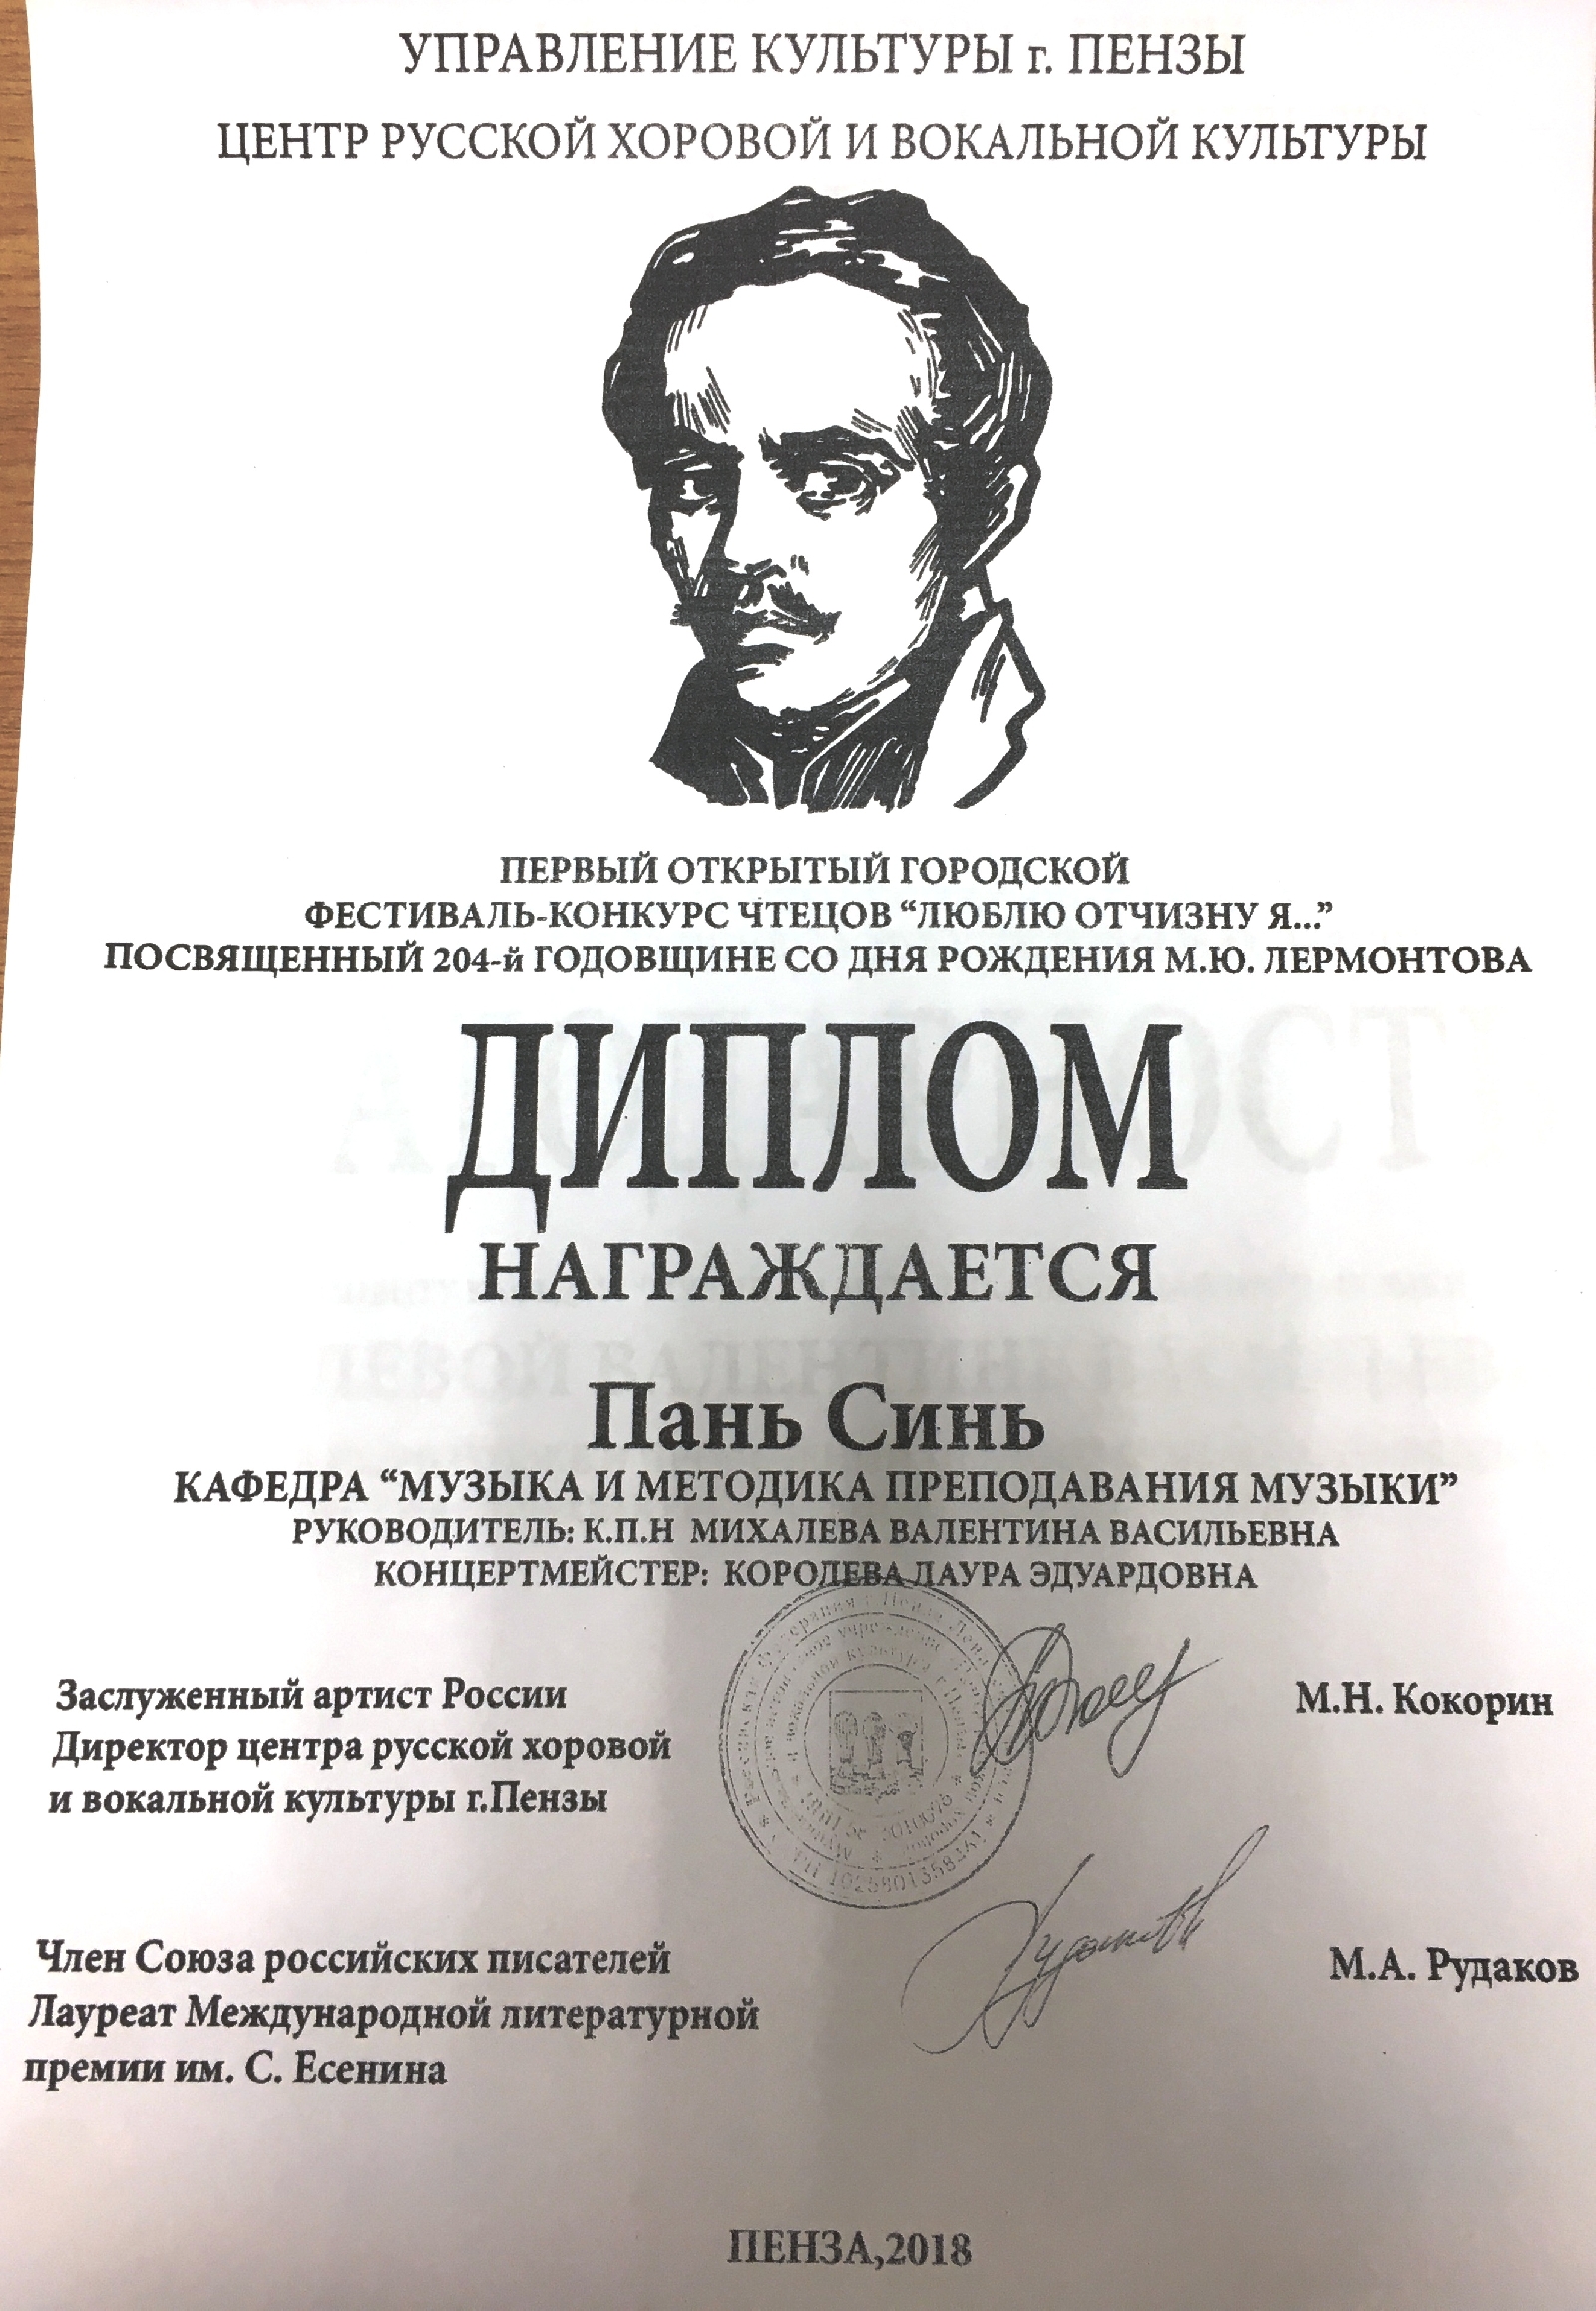 УПРАВЛЕНИЕ КУЛЬТУРЫ г. ПЕНЗЫ
ЦЕНТР РУССКОЙ ХОРОВОЙ И ВОКАЛЬНОЙ КУЛЬТУРЫ
ПЕРВЫЙ ОТКРЫТЫЙ ГОРОДСКОЙ
ФЕСТИВАЛЬ-КОНКУРС ЧТЕЦОВ “ЛЮБЛЮ ОТЧИЗНУ Я...”
ПОСВЯЩЕННЫЙ 204-й ГОДОВЩИНЕ СО ДНЯ РОЖДЕНИЯ М.Ю. ЛЕРМОНТОВА
ДИПЛОМ
НАГРАЖДАЕТСЯ
Пань Синь
КАФЕДРА “МУЗЫКА И МЕТОДИКА ПРЕПОДАВАНИЯ МУЗЫКИ”
РУКОВОДИТЕЛЬ: К.П.Н МИХАЛЕВА ВАЛЕНТИНА ВАСИЛЬЕВНА
КОНЦЕРТМЕЙСТЕР: КОРОЛЕВА ЛАУРА ЭДУАРДОВНА
Заслуженный артист России
Директор центра русской хоровой
и вокальной культуры г.Пензы
М.Н. Кокорин
Член Союза российских писателей
Лауреат Международной литературной
премии им. С. Есенина
М.А. Рудаков
ПЕНЗА,2018